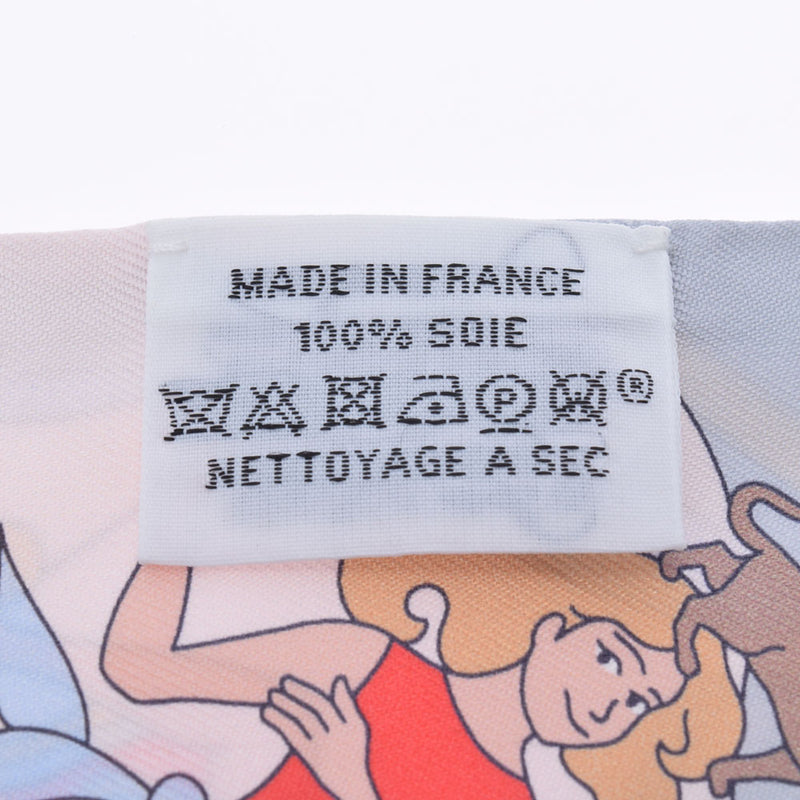 MADE IN FRANCE
100% SOIE
P W ®
NETTOYAGE A SEC